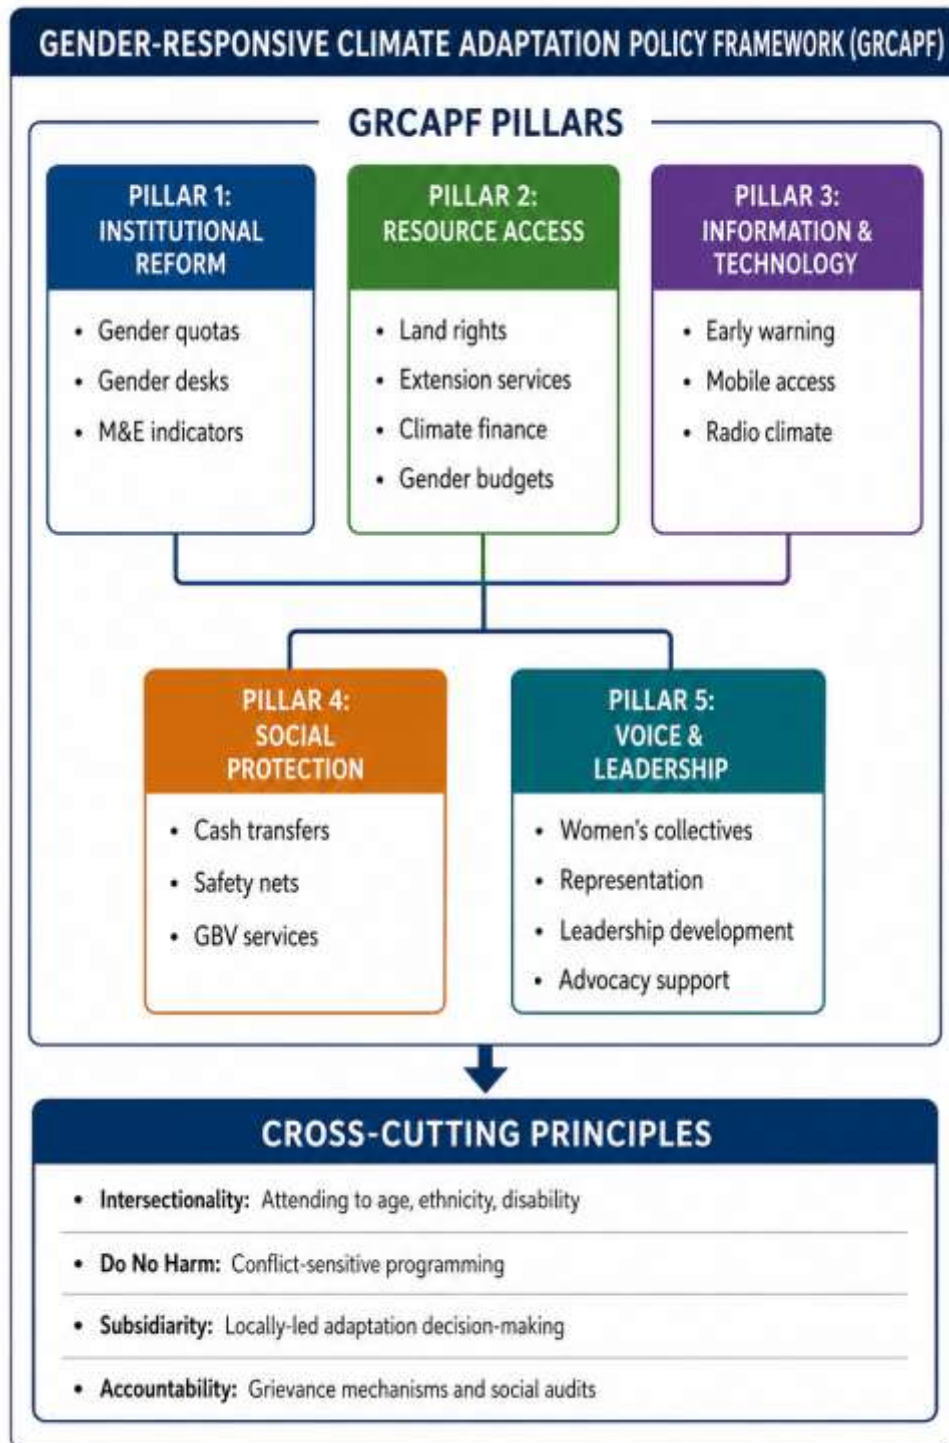 GENDER-RESPONSIVE CLIMATE ADAPTATION POLICY FRAMEWORK (GRCAPF)
GRCAPF PILLARS
PILLAR 1:
INSTITUTIONAL
REFORM
• Gender quotas
• Gender desks
• M&E indicators
PILLAR 2:
RESOURCE ACCESS
• Land rights
• Extension services
• Climate finance
• Gender budgets
PILLAR 3:
INFORMATION &
TECHNOLOGY
• Early warning
• Mobile access
• Radio climate
PILLAR 4:
SOCIAL
PROTECTION
• Cash transfers
• Safety nets
• GBV services
PILLAR 5:
VOICE &
LEADERSHIP
• Women's collectives
• Representation
• Leadership development
• Advocacy support
CROSS-CUTTING PRINCIPLES
• Intersectionality: Attending to age, ethnicity, disability
• Do No Harm: Conflict-sensitive programming
• Subsidiarity: Locally-led adaptation decision-making
• Accountability: Grievance mechanisms and social audits